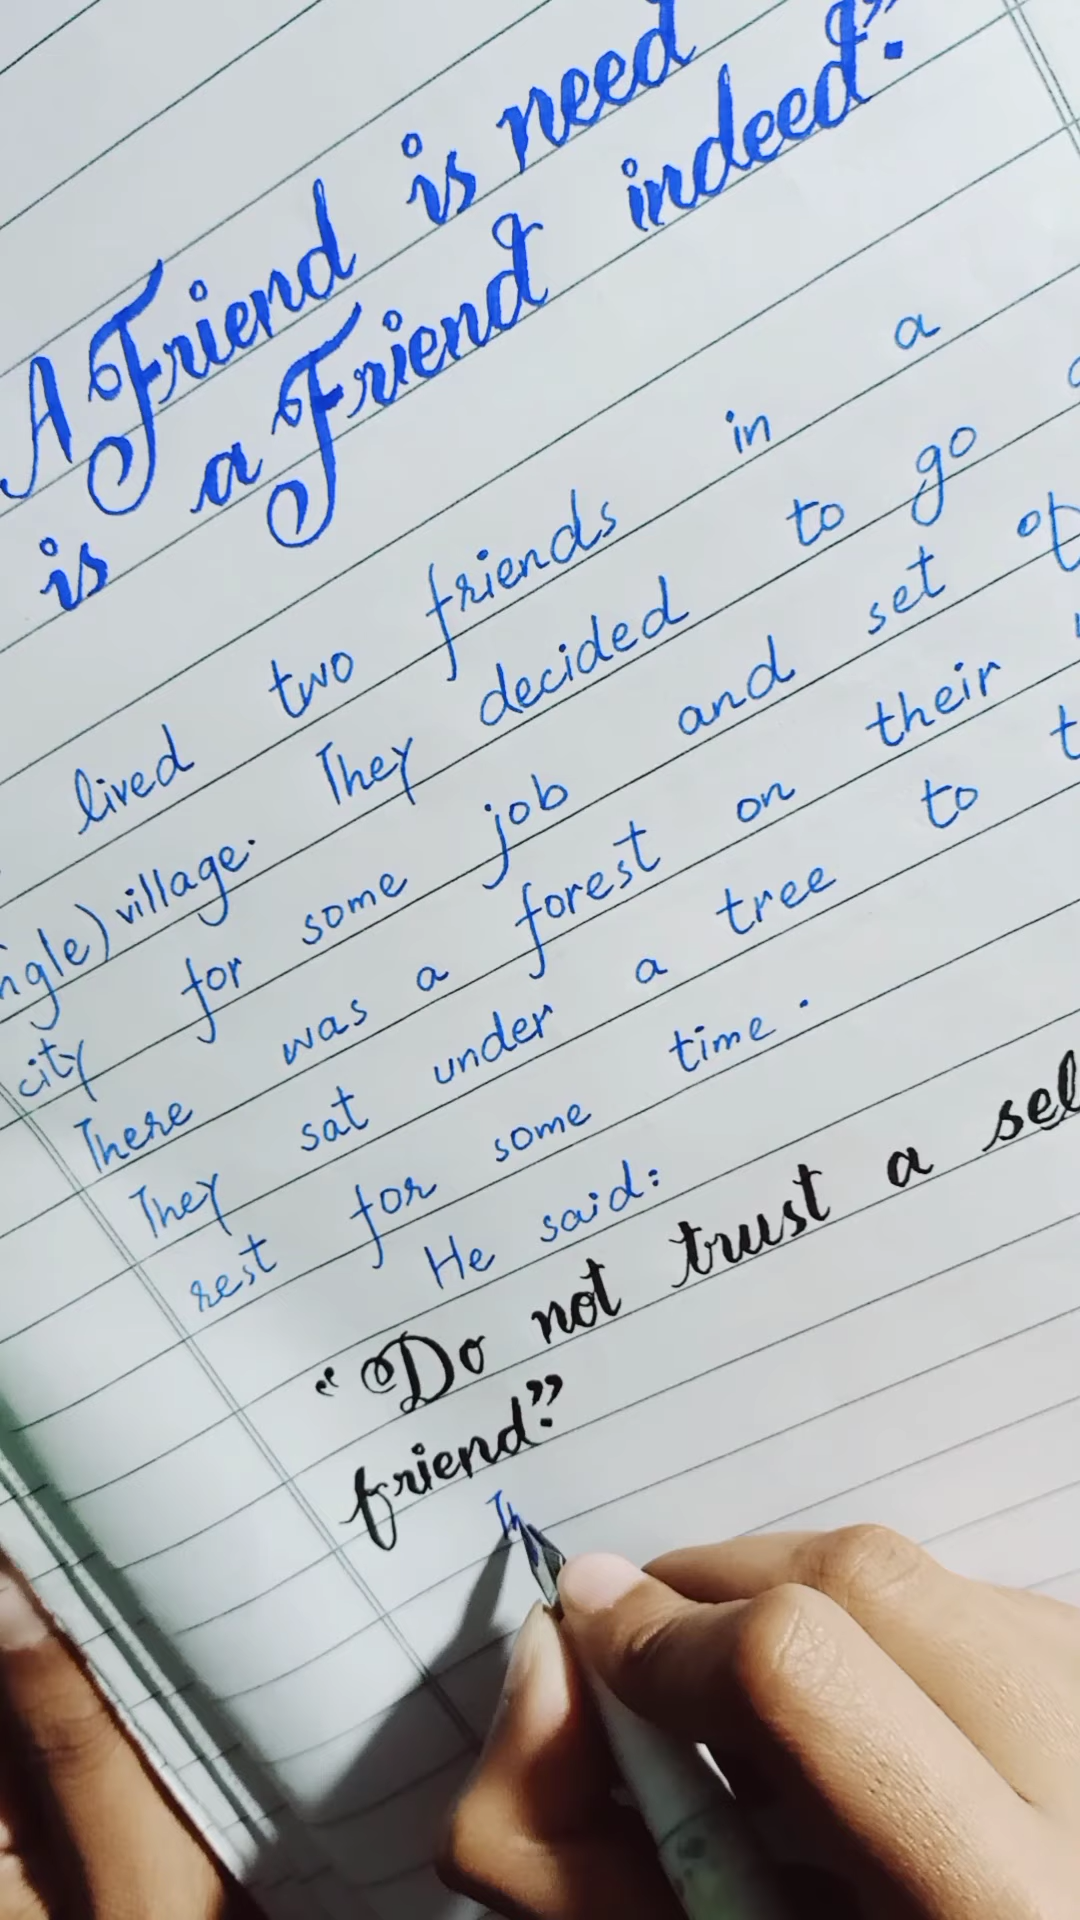 A Friend is need
is a Friend indeed".
lived two friends in a
village. They decided to go
city for some job and set
There was a forest on their
They sat under a tree to
rest for some time.
He said:
"Do not trust a
friend".
Th